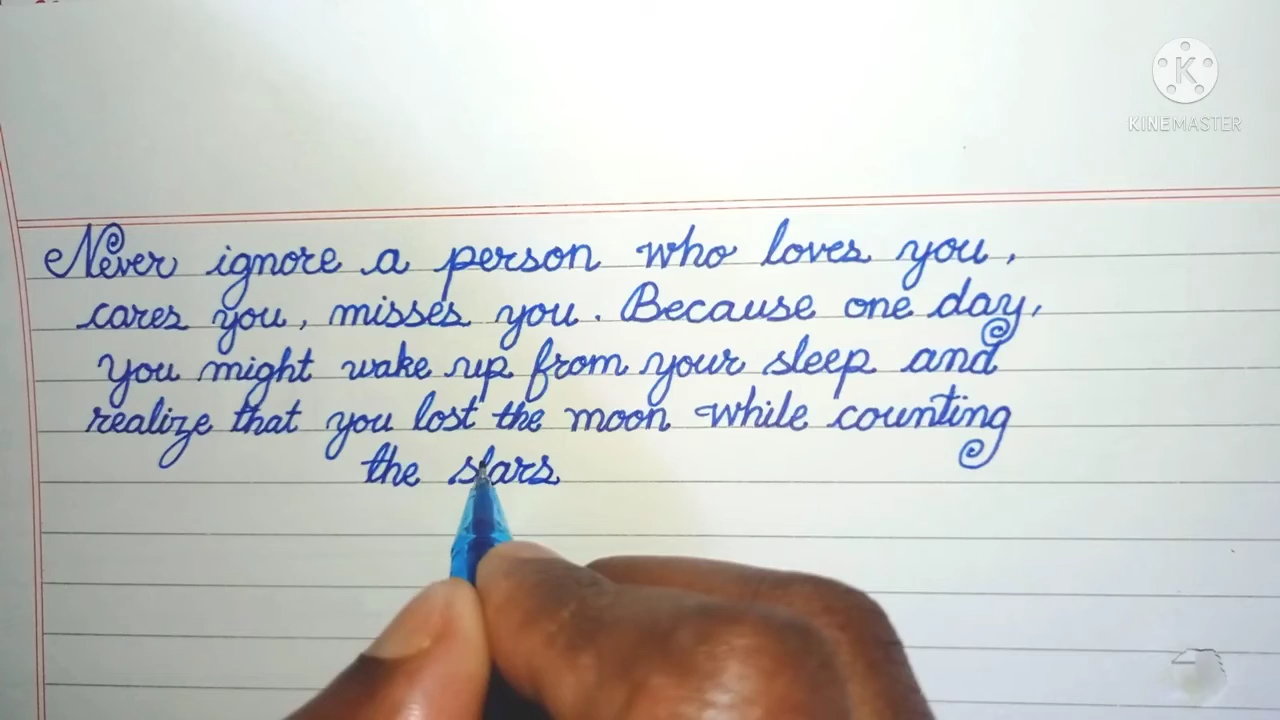 KINEMASTER
Never ignore a person who loves you,
cares you, misses you. Because one day,
you might wake up from your sleep and
realize that you lost the moon while counting
the stars